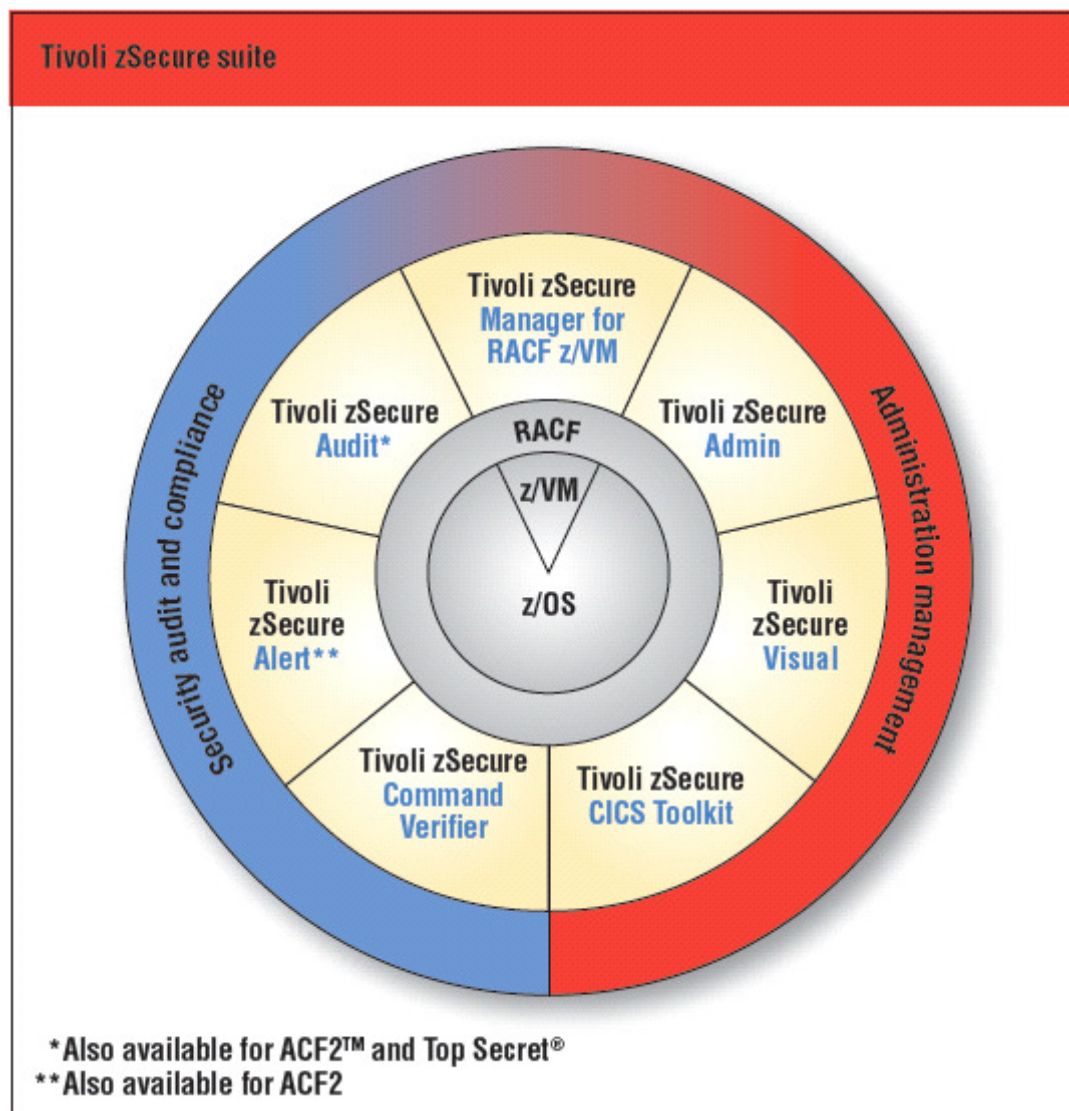 Tivoli zSecure suite
Tivoli zSecure
Manager for
RACF z/VM
Tivoli zSecure
Audit*
Tivoli zSecure
Admin
RACF
z/VM
z/OS
Security audit and compliance
Administration management
Tivoli
zSecure
Alert**
Tivoli
zSecure
Visual
Tivoli zSecure
Command
Verifier
Tivoli zSecure
CICS Toolkit
*Also available for ACF2™ and Top Secret®
**Also available for ACF2